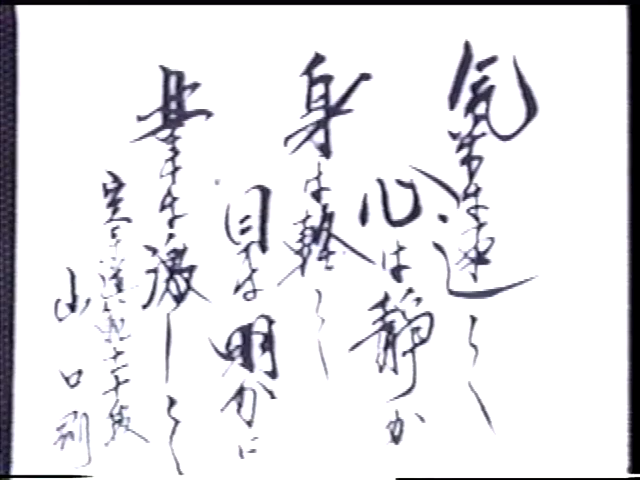 氣は速く
心は静か
身は軽く
目は明かに
業は激しく
空手道範士十段
山口剛